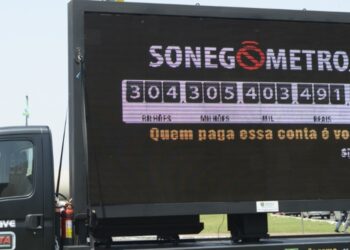 SONEGÔMETRO
304 305 403 491
BILHÕES MILHÕES MIL REAIS
Quem paga essa conta é vo